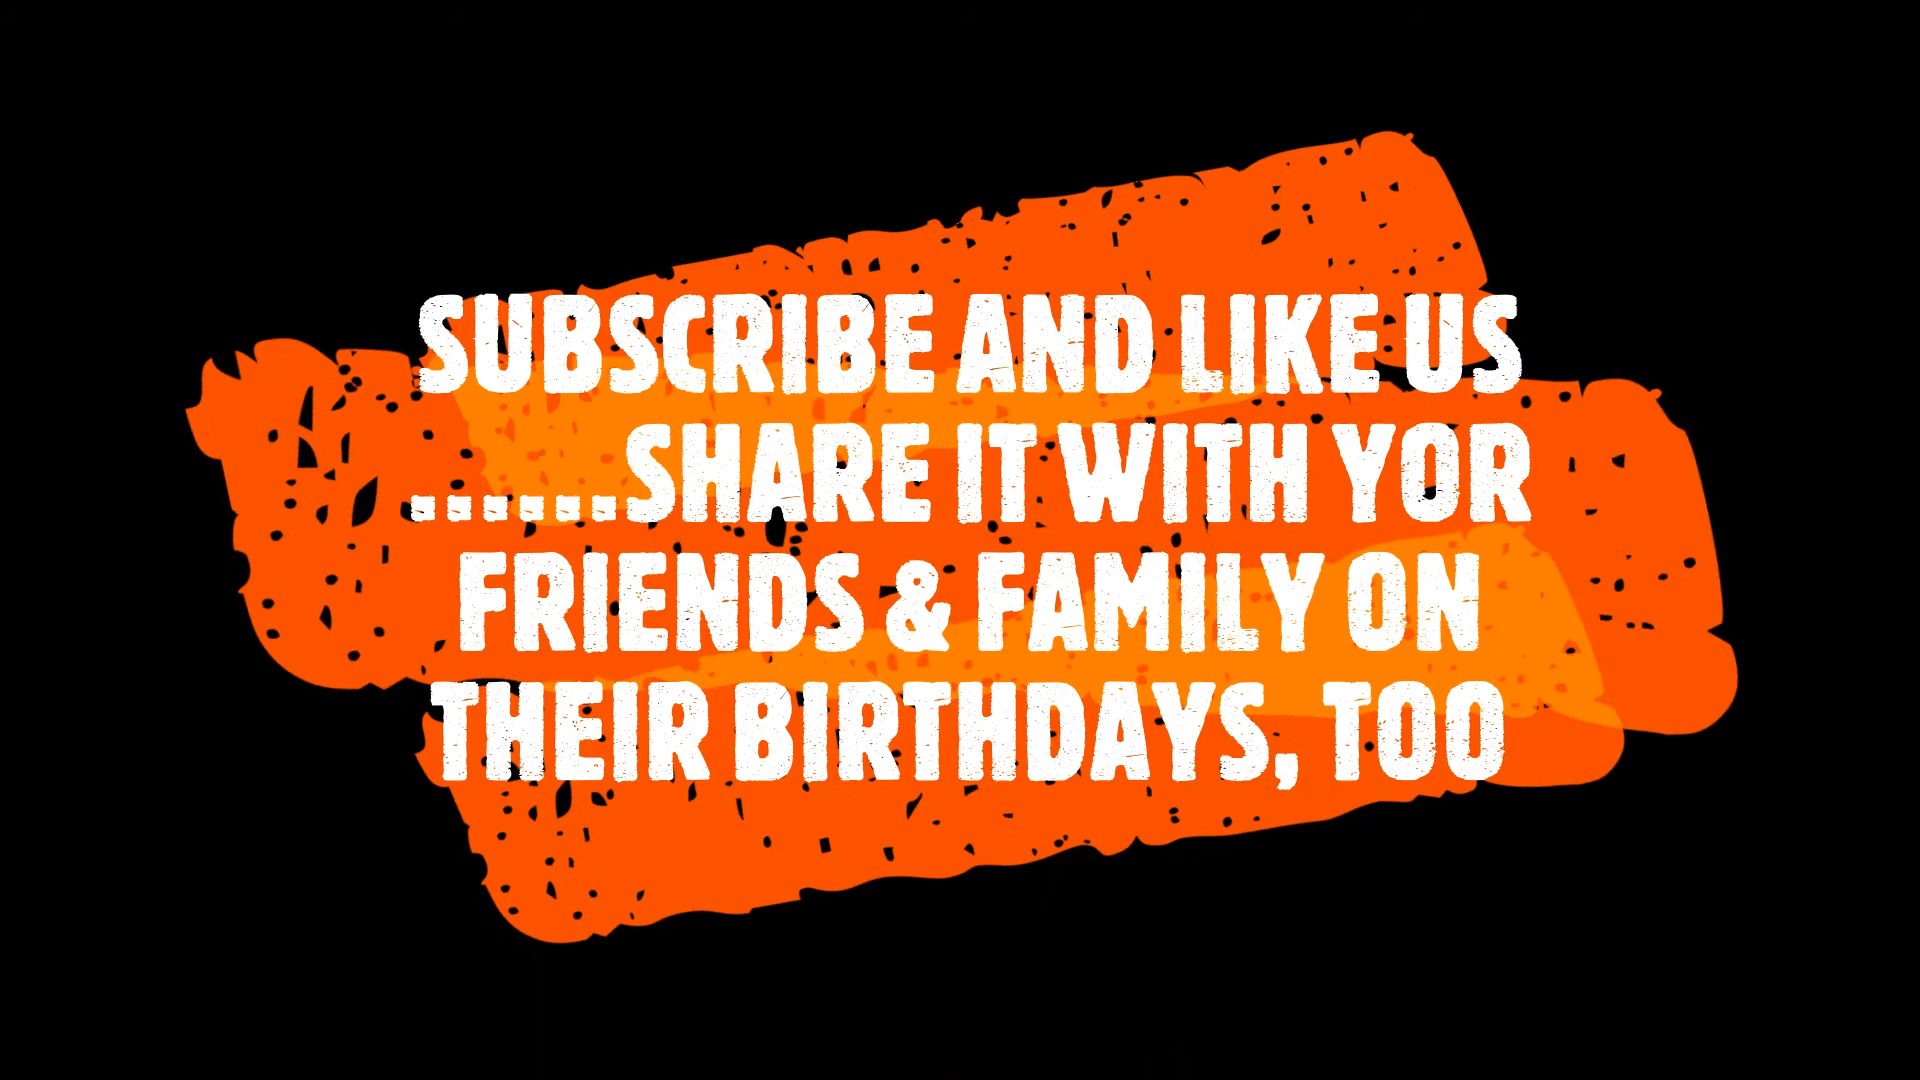 SUBSCRIBE AND LIKE US
......SHARE IT WITH YOR
FRIENDS & FAMILY ON
THEIR BIRTHDAYS, TOO